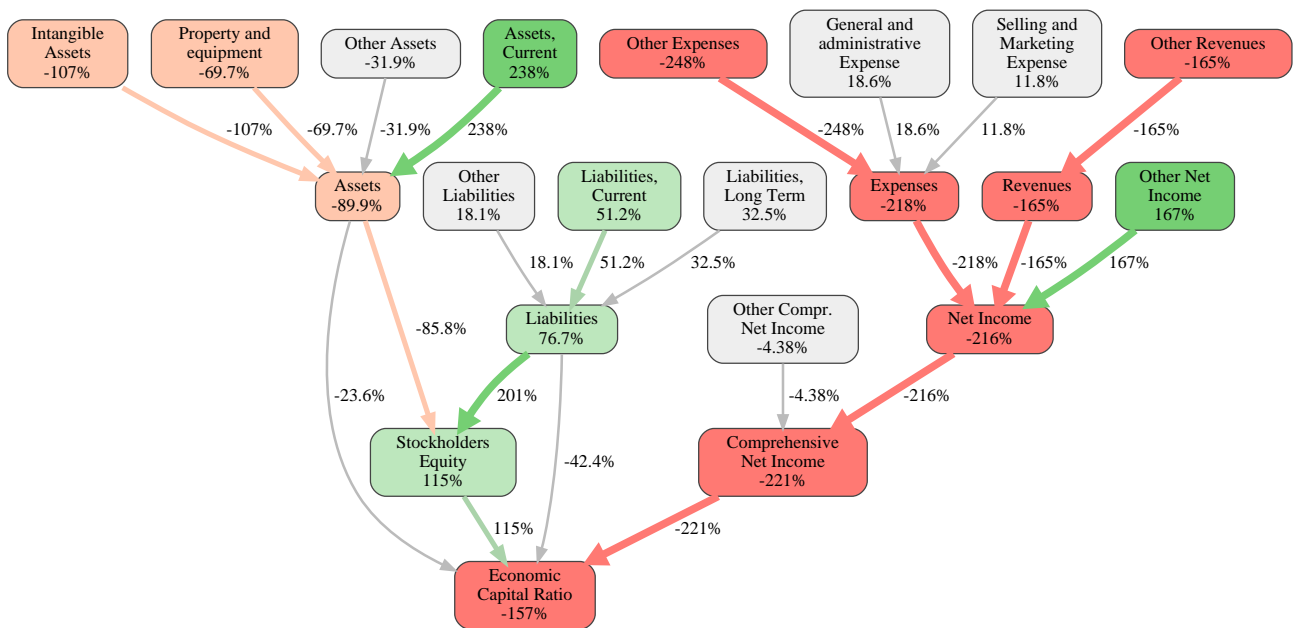 Intangible
Assets
-107%
Property and
equipment
-69.7%
Other Assets
-31.9%
Assets,
Current
238%
Other Expenses
-248%
General and
administrative
Expense
18.6%
Selling and
Marketing
Expense
11.8%
Other Revenues
-165%
-107%
-69.7%
-31.9%
238%
-248%
18.6%
11.8%
-165%
Assets
-89.9%
Other
Liabilities
18.1%
Liabilities,
Current
51.2%
Liabilities,
Long Term
32.5%
Expenses
-218%
Revenues
-165%
Other Net
Income
167%
18.1%
51.2%
32.5%
-218%
-165%
167%
-85.8%
Liabilities
76.7%
Other Compr.
Net Income
-4.38%
Net Income
-216%
-23.6%
201%
-4.38%
-216%
Stockholders
Equity
115%
-42.4%
Comprehensive
Net Income
-221%
115%
-221%
Economic
Capital Ratio
-157%